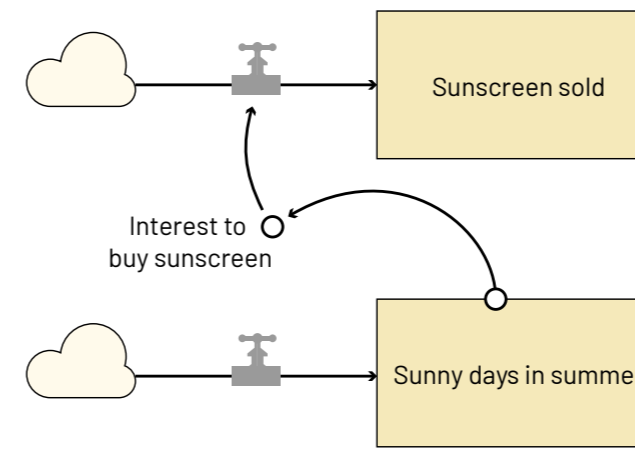 Sunscreen sold
Interest to
buy sunscreen
Sunny days in summe